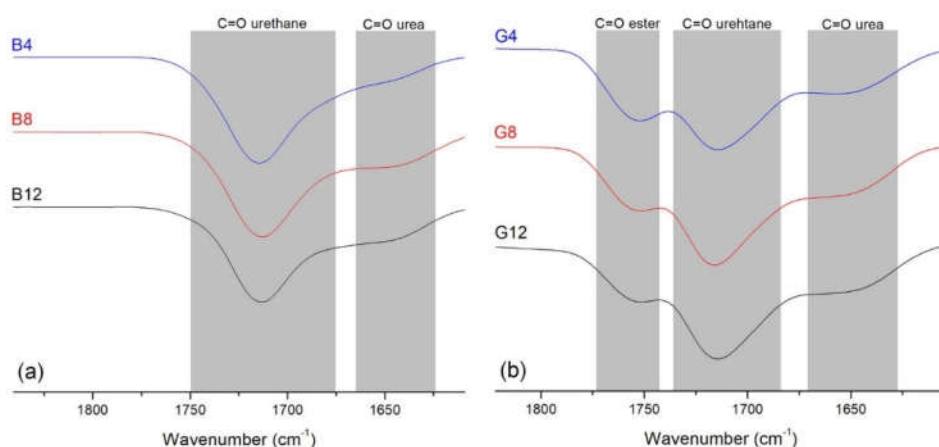 C=O urethane
C=O urea
B4
B8
B12
(a)
1800
1750
1700
1650
Wavenumber (cm⁻¹)
C=O ester
C=O urehtane
C=O urea
G4
G8
G12
(b)
1800
1750
1700
1650
Wavenumber (cm⁻¹)